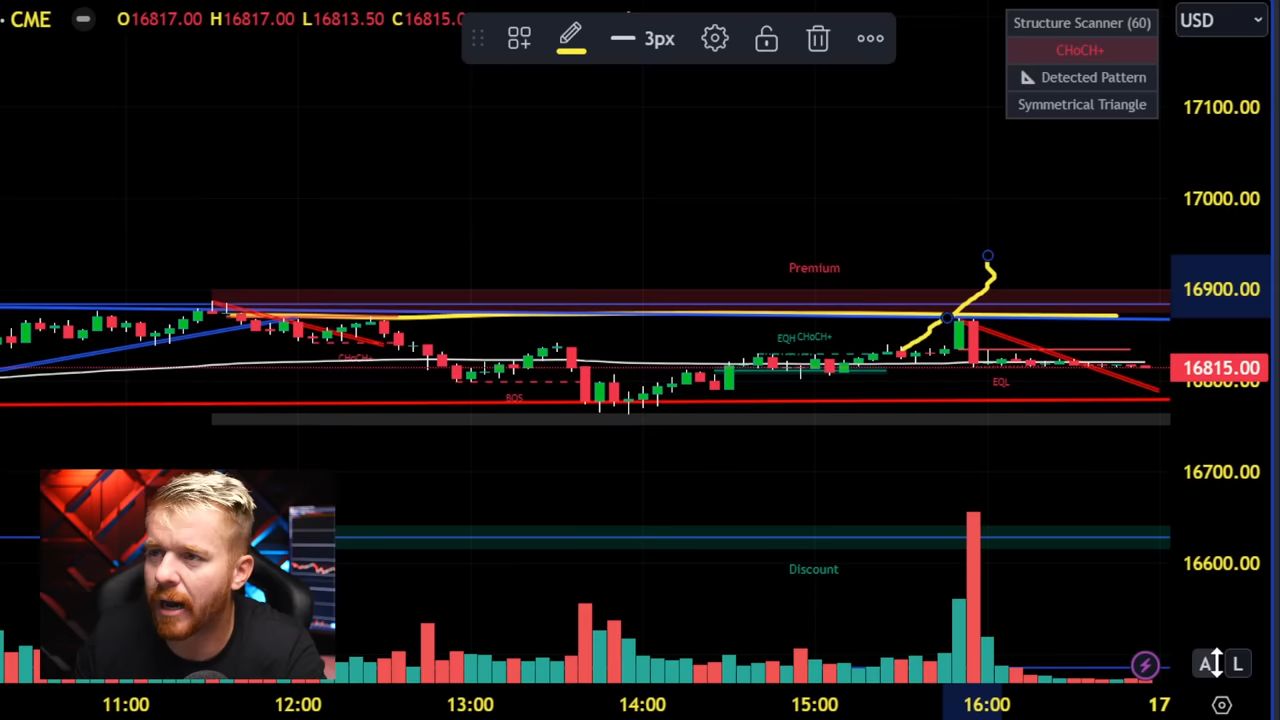 · CME O16817.00 H16817.00 L16813.50 C16815.0
3px
Structure Scanner (60)
CHoCH+
Detected Pattern
Symmetrical Triangle
USD
17100.00
17000.00
Premium
16900.00
EQH CHoCH+
CHoCH+
16815.00
EQL
BOS
16700.00
16600.00
Discount
A L
11:00 12:00 13:00 14:00 15:00 16:00 17